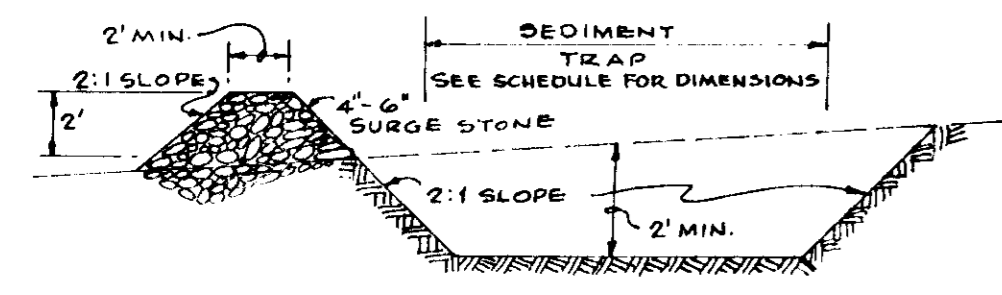 2' MIN.
2:1 SLOPE
2'
4"-6"
SURGE STONE
SEDIMENT
TRAP
SEE SCHEDULE FOR DIMENSIONS
2:1 SLOPE
2' MIN.